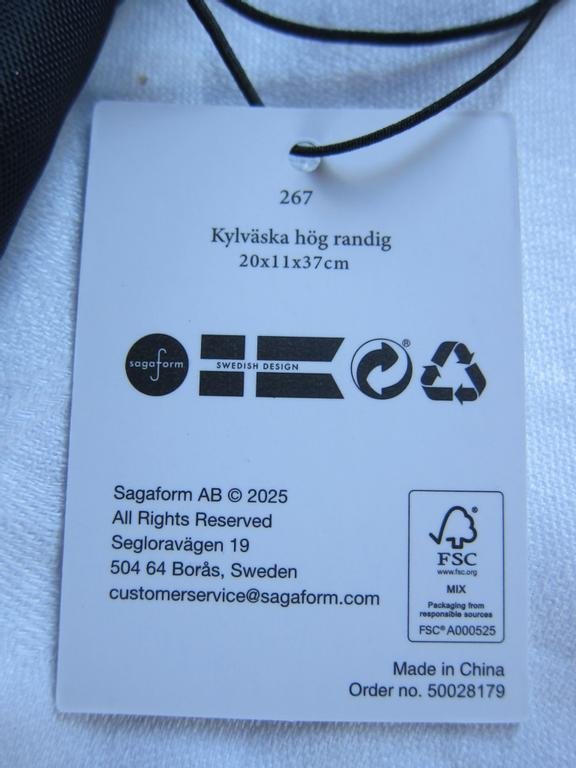 267
Kylväska hög randig
20x11x37cm
sagaform
SWEDISH DESIGN
®
Sagaform AB © 2025
All Rights Reserved
Segloravägen 19
504 64 Borås, Sweden
customerservice@sagaform.com
®
FSC
www.fsc.org
MIX
Packaging from
responsible sources
FSC® A000525
Made in China
Order no. 50028179